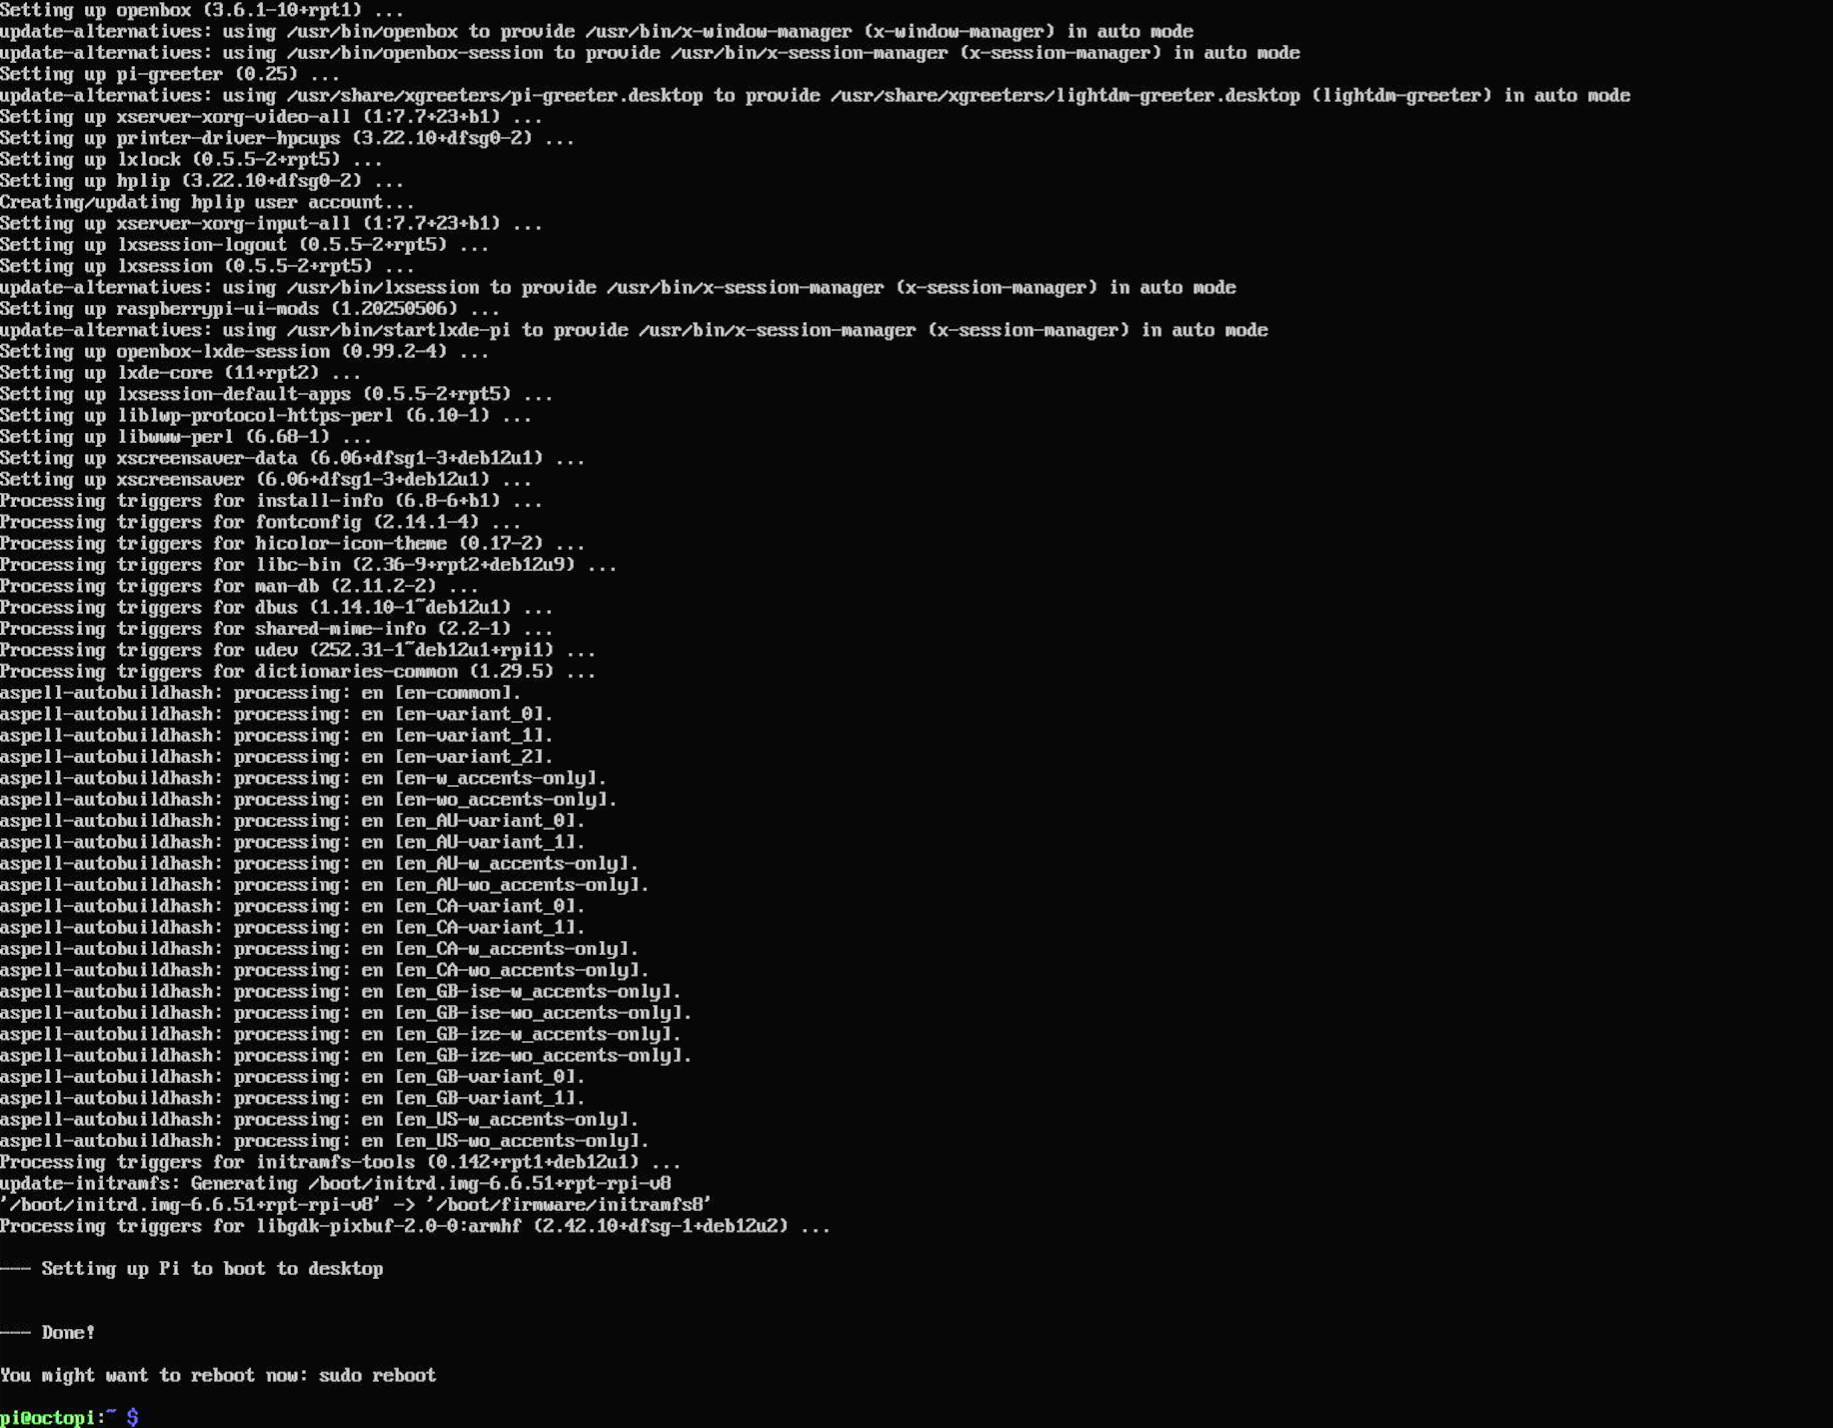 Setting up openbox (3.6.1-10+rpt1) ...
update-alternatives: using /usr/bin/openbox to provide /usr/bin/x-window-manager (x-window-manager) in auto mode
update-alternatives: using /usr/bin/openbox-session to provide /usr/bin/x-session-manager (x-session-manager) in auto mode
Setting up pi-greeter (0.25) ...
update-alternatives: using /usr/share/xgreeters/pi-greeter.desktop to provide /usr/share/xgreeters/lightdm-greeter.desktop (lightdm-greeter) in auto mode
Setting up xserver-xorg-video-all (1:7.7+23+b1) ...
Setting up printer-driver-hpcups (3.22.10+dfsg0-2) ...
Setting up lxlock (0.5.5-2+rpt5) ...
Setting up hplip (3.22.10+dfsg0-2) ...
Creating/updating hplip user account...
Setting up xserver-xorg-input-all (1:7.7+23+b1) ...
Setting up lxsession-logout (0.5.5-2+rpt5) ...
Setting up lxsession (0.5.5-2+rpt5) ...
update-alternatives: using /usr/bin/lxsession to provide /usr/bin/x-session-manager (x-session-manager) in auto mode
Setting up raspberrypi-ui-mods (1.20250506) ...
update-alternatives: using /usr/bin/startlxde-pi to provide /usr/bin/x-session-manager (x-session-manager) in auto mode
Setting up openbox-lxde-session (0.99.2-4) ...
Setting up lxde-core (11+rpt2) ...
Setting up lxsession-default-apps (0.5.5-2+rpt5) ...
Setting up liblwp-protocol-https-perl (6.10-1) ...
Setting up libwww-perl (6.68-1) ...
Setting up xscreensaver-data (6.06+dfsg1-3+deb12u1) ...
Setting up xscreensaver (6.06+dfsg1-3+deb12u1) ...
Processing triggers for install-info (6.8-6+b1) ...
Processing triggers for fontconfig (2.14.1-4) ...
Processing triggers for hicolor-icon-theme (0.17-2) ...
Processing triggers for libc-bin (2.36-9+rpt2+deb12u9) ...
Processing triggers for man-db (2.11.2-2) ...
Processing triggers for dbus (1.14.10-1~deb12u1) ...
Processing triggers for shared-mime-info (2.2-1) ...
Processing triggers for udev (252.31-1~deb12u1+rpi1) ...
Processing triggers for dictionaries-common (1.29.5) ...
aspell-autobuildhash: processing: en [en-common].
aspell-autobuildhash: processing: en [en-variant_0].
aspell-autobuildhash: processing: en [en-variant_1].
aspell-autobuildhash: processing: en [en-variant_2].
aspell-autobuildhash: processing: en [en-w_accents-only].
aspell-autobuildhash: processing: en [en-wo_accents-only].
aspell-autobuildhash: processing: en [en_AU-variant_0].
aspell-autobuildhash: processing: en [en_AU-variant_1].
aspell-autobuildhash: processing: en [en_AU-w_accents-only].
aspell-autobuildhash: processing: en [en_AU-wo_accents-only].
aspell-autobuildhash: processing: en [en_CA-variant_0].
aspell-autobuildhash: processing: en [en_CA-variant_1].
aspell-autobuildhash: processing: en [en_CA-w_accents-only].
aspell-autobuildhash: processing: en [en_CA-wo_accents-only].
aspell-autobuildhash: processing: en [en_GB-ise-w_accents-only].
aspell-autobuildhash: processing: en [en_GB-ise-wo_accents-only].
aspell-autobuildhash: processing: en [en_GB-ize-w_accents-only].
aspell-autobuildhash: processing: en [en_GB-ize-wo_accents-only].
aspell-autobuildhash: processing: en [en_GB-variant_0].
aspell-autobuildhash: processing: en [en_GB-variant_1].
aspell-autobuildhash: processing: en [en_US-w_accents-only].
aspell-autobuildhash: processing: en [en_US-wo_accents-only].
Processing triggers for initramfs-tools (0.142+rpt1+deb12u1) ...
update-initramfs: Generating /boot/initrd.img-6.6.51+rpt-rpi-v8
'/boot/initrd.img-6.6.51+rpt-rpi-v8' -> '/boot/firmware/initramfs8'
Processing triggers for libgdk-pixbuf-2.0-0:armhf (2.42.10+dfsg-1+deb12u2) ...
--- Setting up Pi to boot to desktop
--- Done!
You might want to reboot now: sudo reboot
pi@octopi:~ $